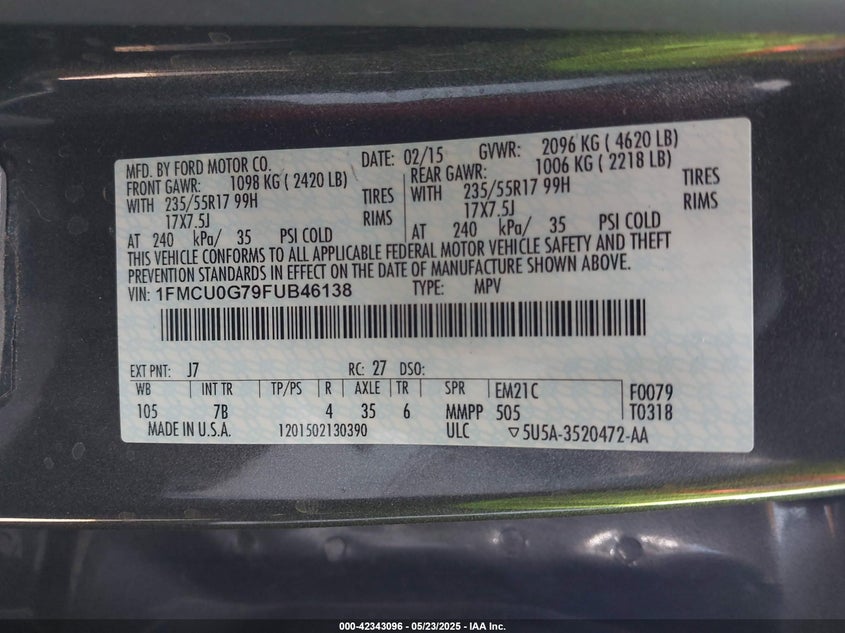 MFD. BY FORD MOTOR CO. DATE: 02/15 GVWR: 2096 KG ( 4620 LB)
FRONT GAWR: 1098 KG ( 2420 LB) REAR GAWR: 1006 KG ( 2218 LB)
WITH 235/55R17 99H TIRES WITH 235/55R17 99H TIRES
17X7.5J RIMS 17X7.5J RIMS
AT 240 kPa/ 35 PSI COLD AT 240 kPa/ 35 PSI COLD
THIS VEHICLE CONFORMS TO ALL APPLICABLE FEDERAL MOTOR VEHICLE SAFETY AND THEFT
PREVENTION STANDARDS IN EFFECT ON THE DATE OF MANUFACTURE SHOWN ABOVE.
VIN: 1FMCU0G79FUB46138 TYPE: MPV
EXT PNT: J7 RC: 27 DSO:
WB INT TR TP/PS R AXLE TR SPR EM21C F0079
105 7B 4 35 6 MMPP 505 T0318
MADE IN U.S.A. 1201502130390 ULC ▽5U5A-3520472-AA
000-42343096 - 05/23/2025 - IAA Inc.